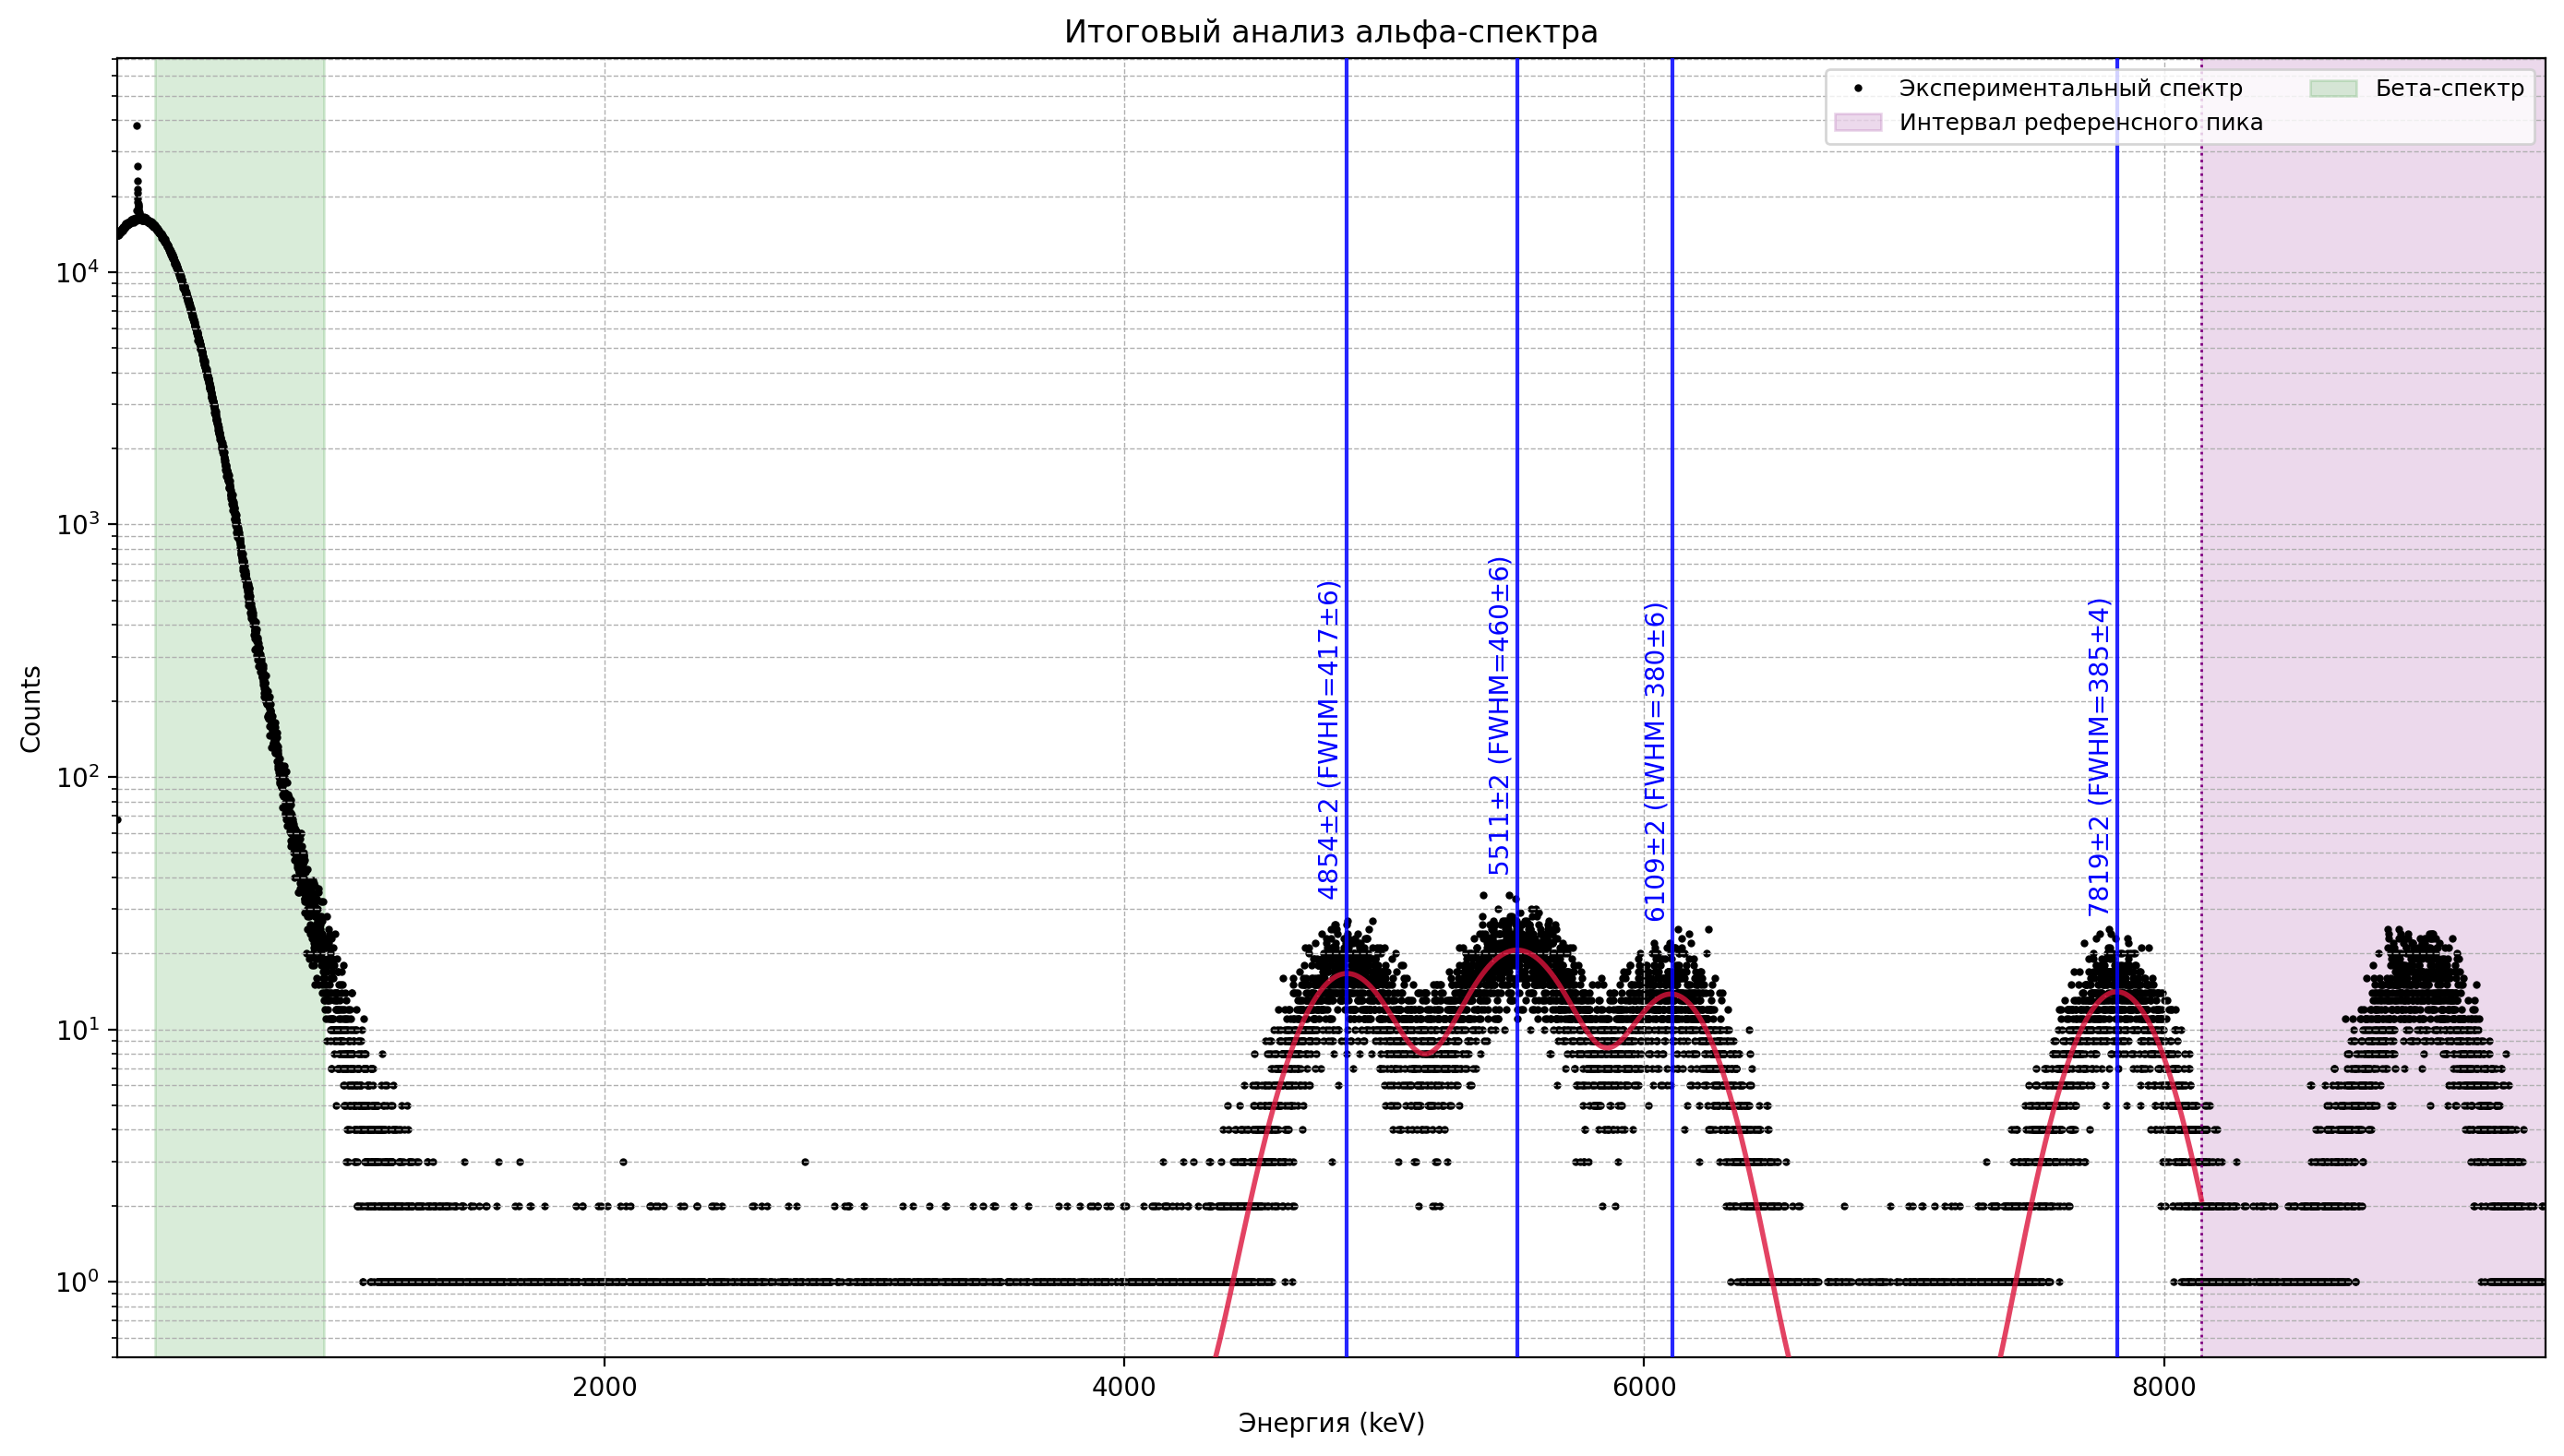 Итоговый анализ альфа-спектра
Экспериментальный спектр
Интервал референсного пика
Бета-спектр
Counts
10⁴
10³
10²
10¹
10⁰
4854±2 (FWHM=417±6)
5511±2 (FWHM=460±6)
6109±2 (FWHM=380±6)
7819±2 (FWHM=385±4)
2000
4000
6000
8000
Энергия (keV)